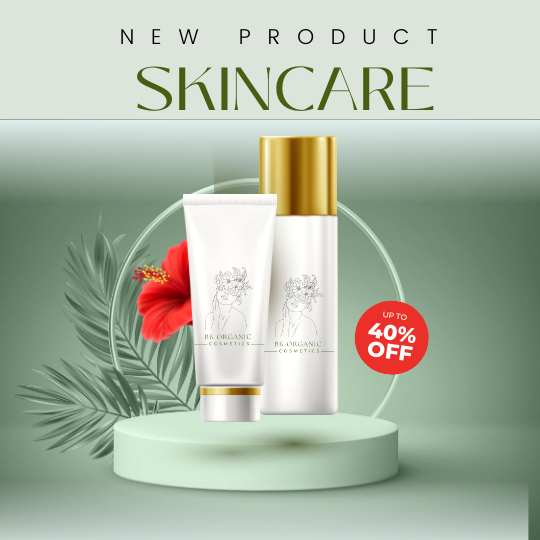 NEW PRODUCT
SKINCARE
BK ORGANIC
COSMETICS
BK ORGANIC
COSMETICS
UP TO
40%
OFF